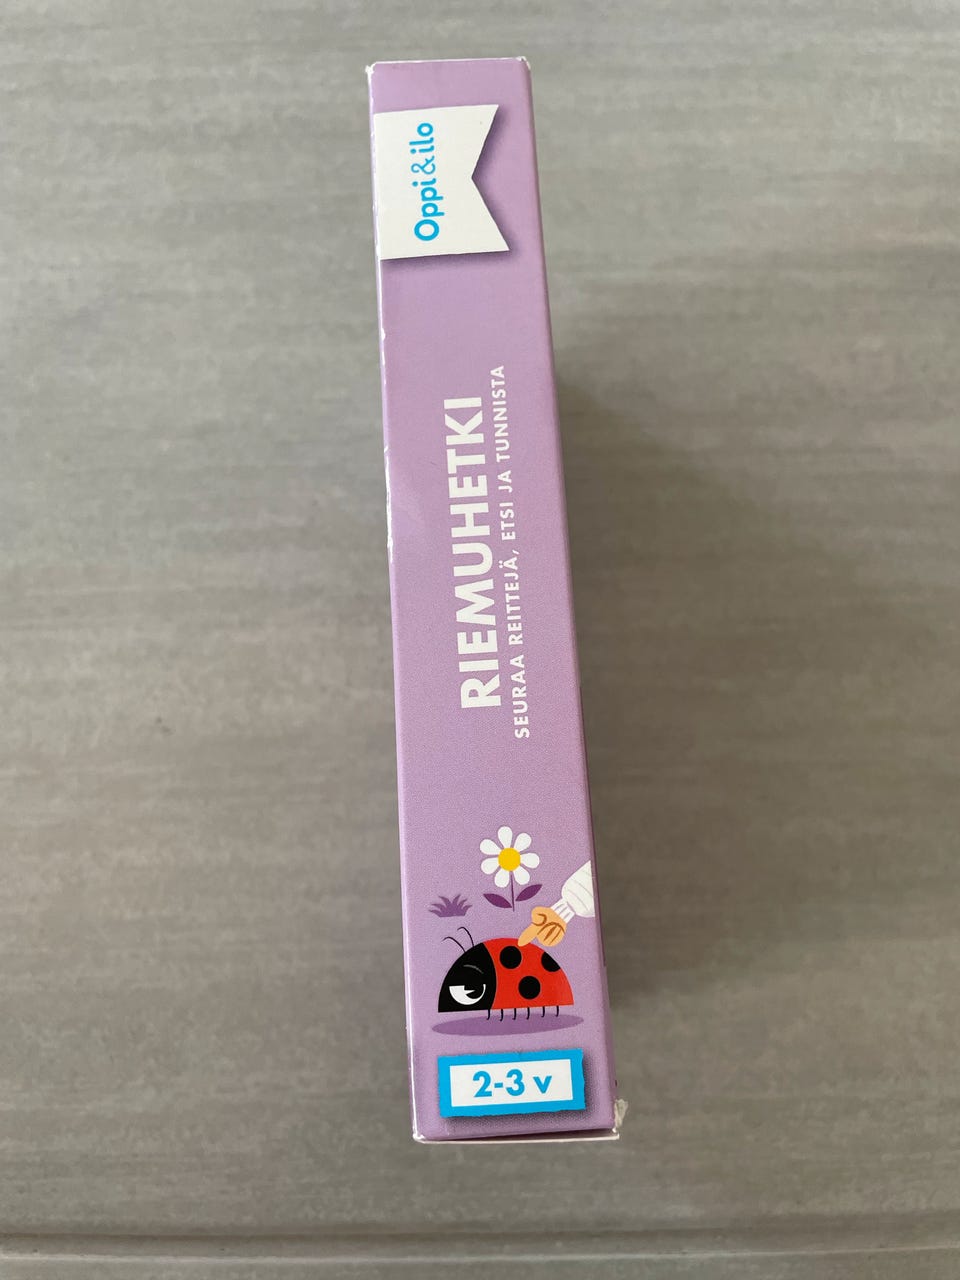 Oppi&ilo
RIEMUHETKI
SEURAA REITTEJÄ, ETSI JA TUNNISTA
2-3 v